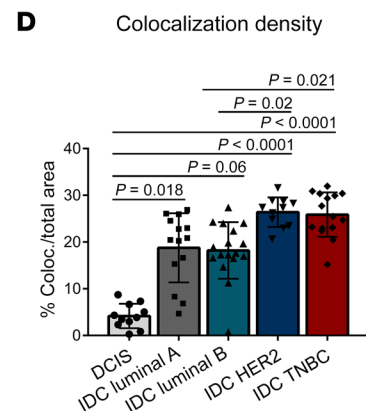 D
Colocalization density
P = 0.021
P = 0.02
P < 0.0001
P < 0.0001
P = 0.06
P = 0.018
% Coloc./total area
40
30
20
10
0
DCIS
IDC luminal A
IDC luminal B
IDC HER2
IDC TNBC